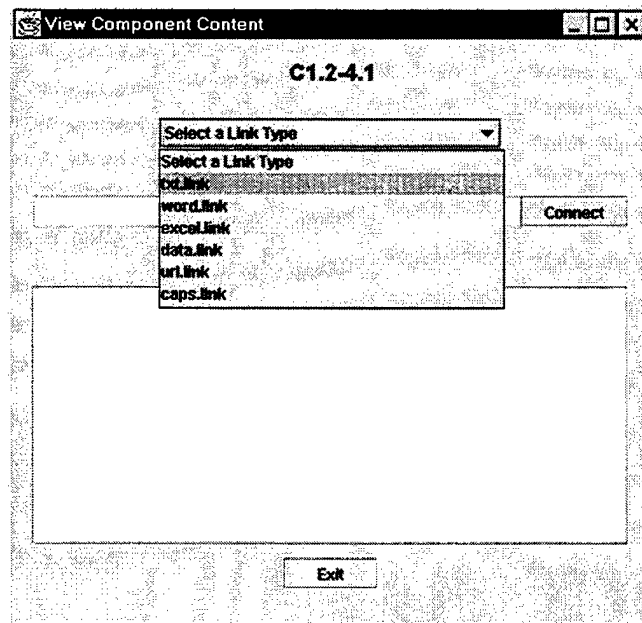 View Component Content
C1.2-4.1
Select a Link Type
Select a Link Type
txt.link
word.link
Connect
excel.link
data.link
url.link
caps.link
Exit